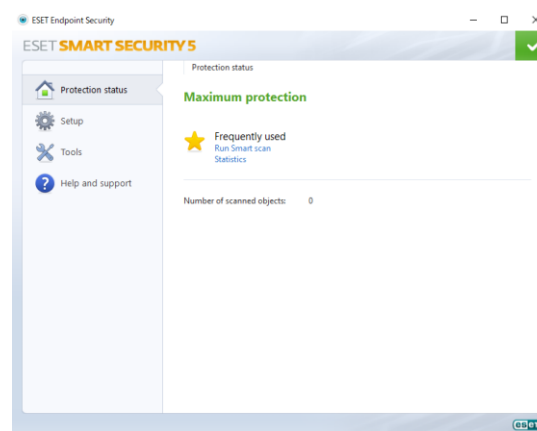 ESET Endpoint Security
ESET SMART SECURITY 5
Protection status
Protection status
Maximum protection
Setup
Frequently used
Run Smart scan
Statistics
Tools
Help and support
Number of scanned objects: 0
eset